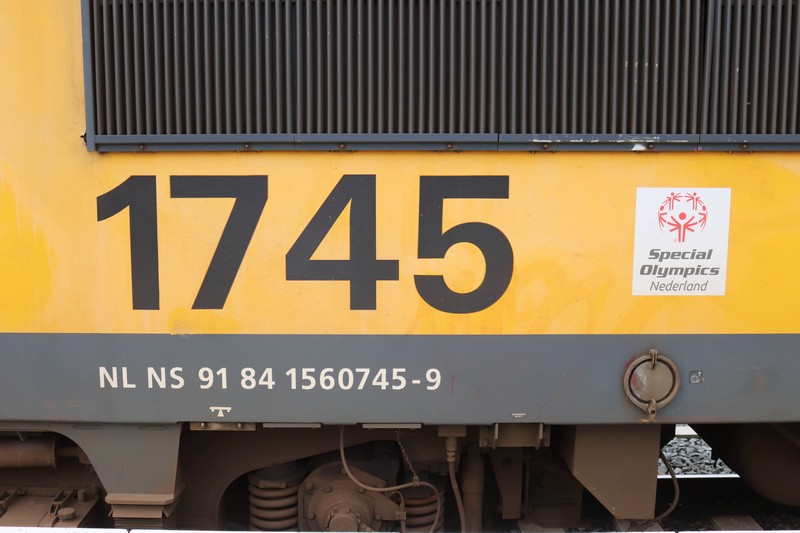 1745
Special
Olympics
Nederland
NL NS 91 84 1560745-9